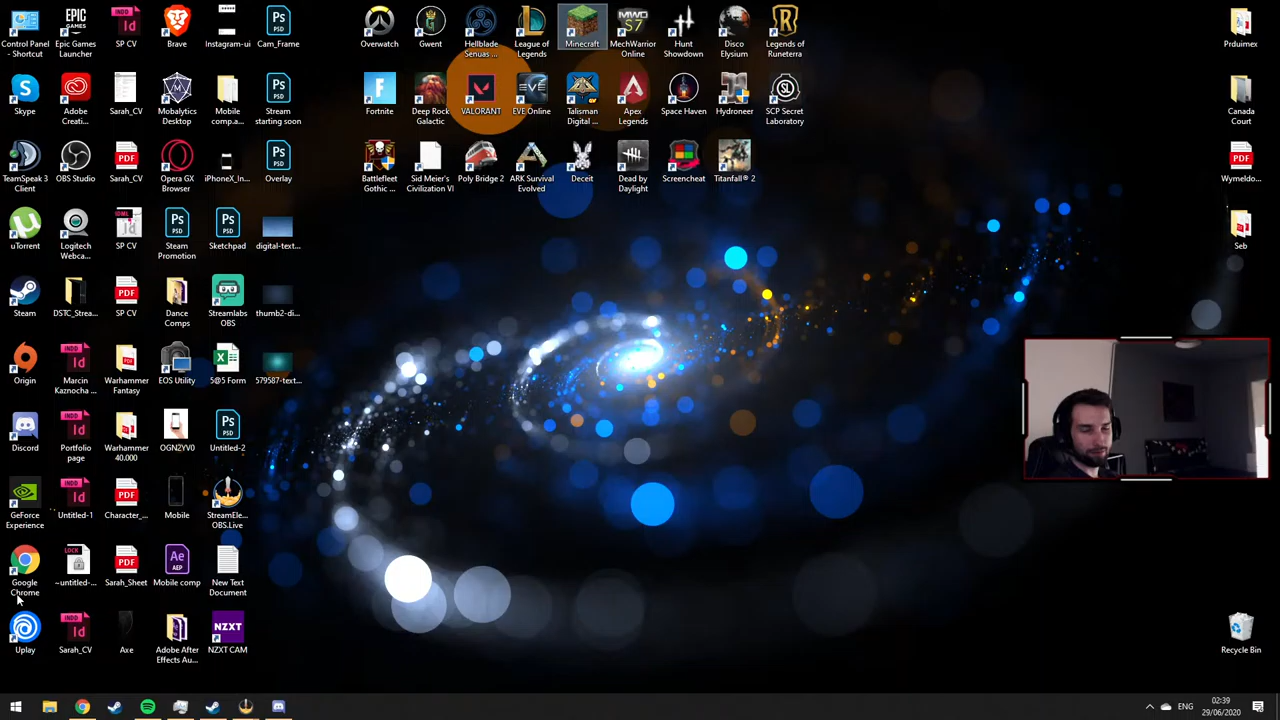 Control Panel
- Shortcut
Epic Games
Launcher
SP CV
Brave
Instagram-ui
Cam_Frame
Overwatch
Gwent
Hellblade
Senuas ...
League of
Legends
Minecraft
MechWarrior
Online
Hunt
Showdown
Disco
Elysium
Legends of
Runeterra
Prduimex
Skype
Adobe
Creati...
Sarah_CV
Mobalytics
Desktop
Mobile
comp.a...
Stream
starting soon
Fortnite
Deep Rock
Galactic
VALORANT
EVE Online
Talisman
Digital ...
Apex
Legends
Space Haven
Hydroneer
SCP Secret
Laboratory
Canada
Court
TeamSpeak 3
Client
OBS Studio
Sarah_CV
Opera GX
Browser
iPhoneX_In...
Overlay
Battlefleet
Gothic ...
Sid Meier's
Civilization VI
Poly Bridge 2
ARK Survival
Evolved
Deceit
Dead by
Daylight
Screencheat
Titanfall® 2
Wymeldo...
uTorrent
Logitech
Webca...
SP CV
Steam
Promotion
Sketchpad
digital-text...
Seb
Steam
DSTC_Strea...
SP CV
Dance
Comps
Streamlabs
OBS
thumb2-di...
Origin
Marcin
Kaznocha ...
Warhammer
Fantasy
EOS Utility
5@5 Form
579587-text...
Discord
Portfolio
page
Warhammer
40.000
OGN2YV0
Untitled-2
GeForce
Experience
Untitled-1
Character_...
Mobile
StreamEle...
OBS.Live
Google
Chrome
~untitled-...
Sarah_Sheet
Mobile comp
New Text
Document
Uplay
Sarah_CV
Axe
Adobe After
Effects Au...
NZXT
NZXT CAM
Recycle Bin
ENG
02:39
29/06/2020